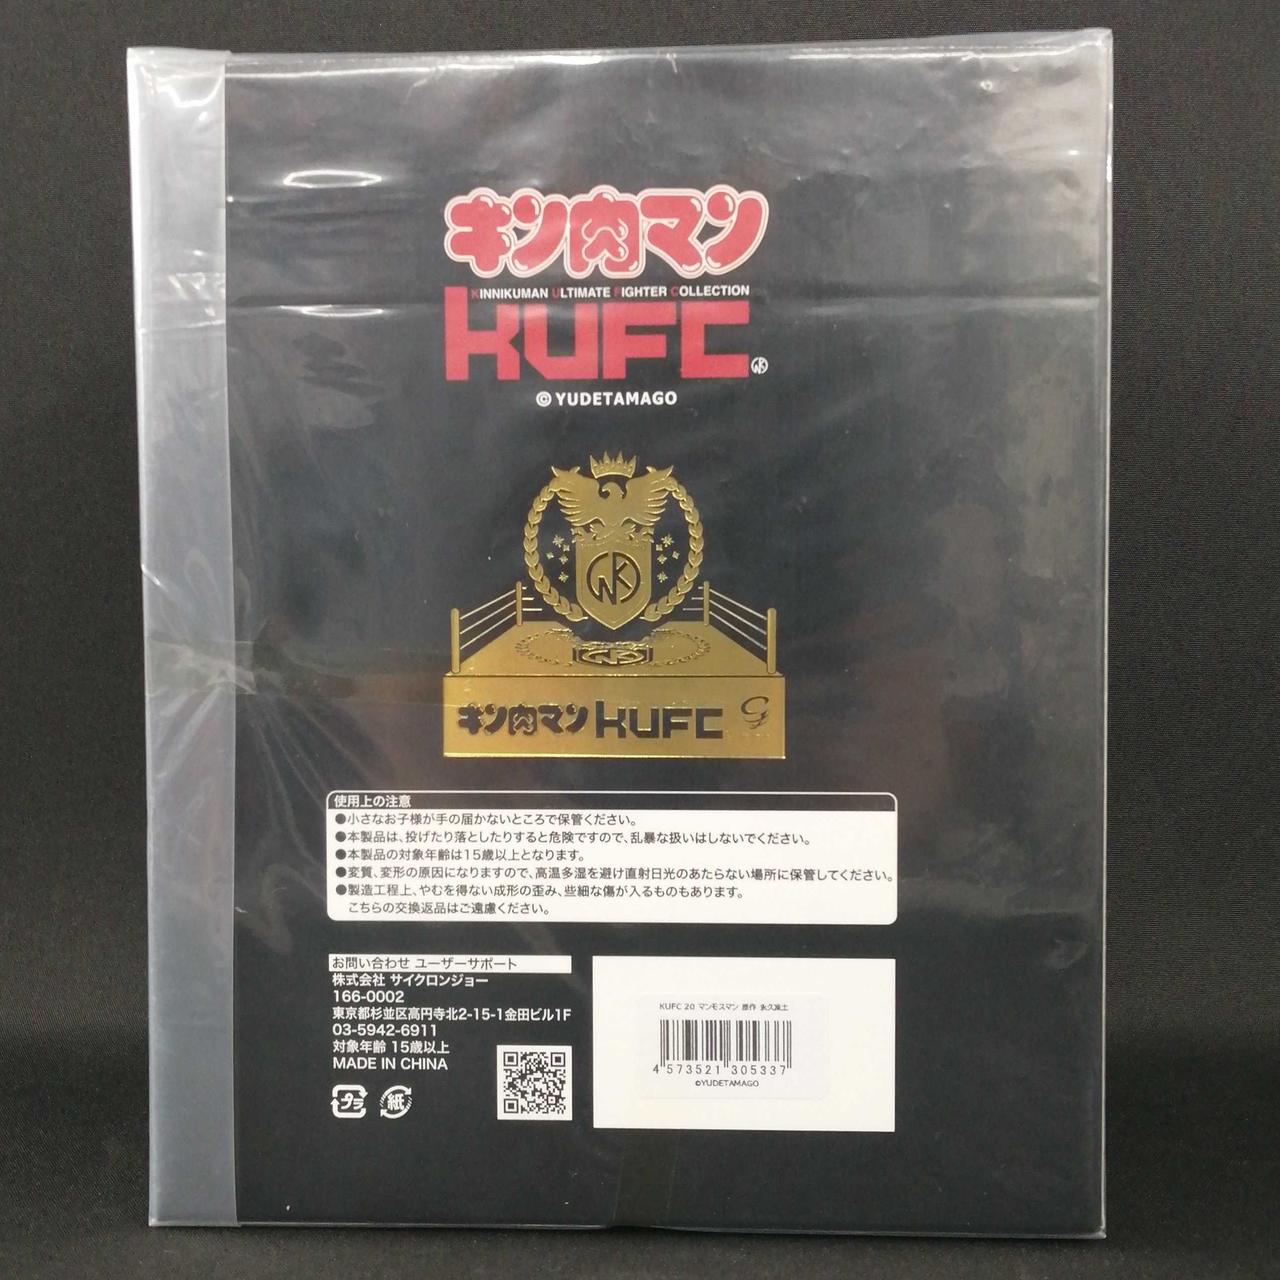 キン肉マン
KINNIKUMAN ULTIMATE FIGHTER COLLECTION
KUFC
© YUDETAMAGO
キン肉マン KUFC
使用上の注意
●小さなお子様が手の届かないところで保管ください。
●本製品は、投げたり落としたりすると危険ですので、乱暴な扱いはしないでください。
●本製品の対象年齢は15歳以上となります。
●変質、変形の原因になりますので、高温多湿を避け直射日光のあたらない場所に保管してください。
●製造工程上、やむを得ない成形の歪み、些細な傷が入るものもあります。
こちらの交換返品はご遠慮ください。
お問い合わせ ユーザーサポート
株式会社 サイクロンジョー
166-0002
東京都杉並区高円寺北2-15-1金田ビル1F
03-5942-6911
対象年齢 15歳以上
MADE IN CHINA
プラ 紙
KUFC 20 マンモスマン 原作 永久凍土
4 573521 305337
©YUDETAMAGO